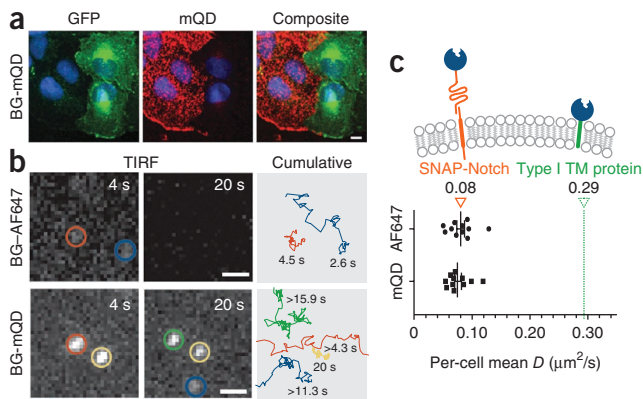 a
GFP
mQD
Composite
BG-mQD
b
TIRF
Cumulative
BG–AF647
4 s
20 s
4.5 s
2.6 s
BG-mQD
4 s
20 s
>15.9 s
>4.3 s
20 s
>11.3 s
c
SNAP-Notch
Type I TM protein
0.08
0.29
AF647
mQD
0
0.10
0.20
0.30
Per-cell mean D (μm²/s)